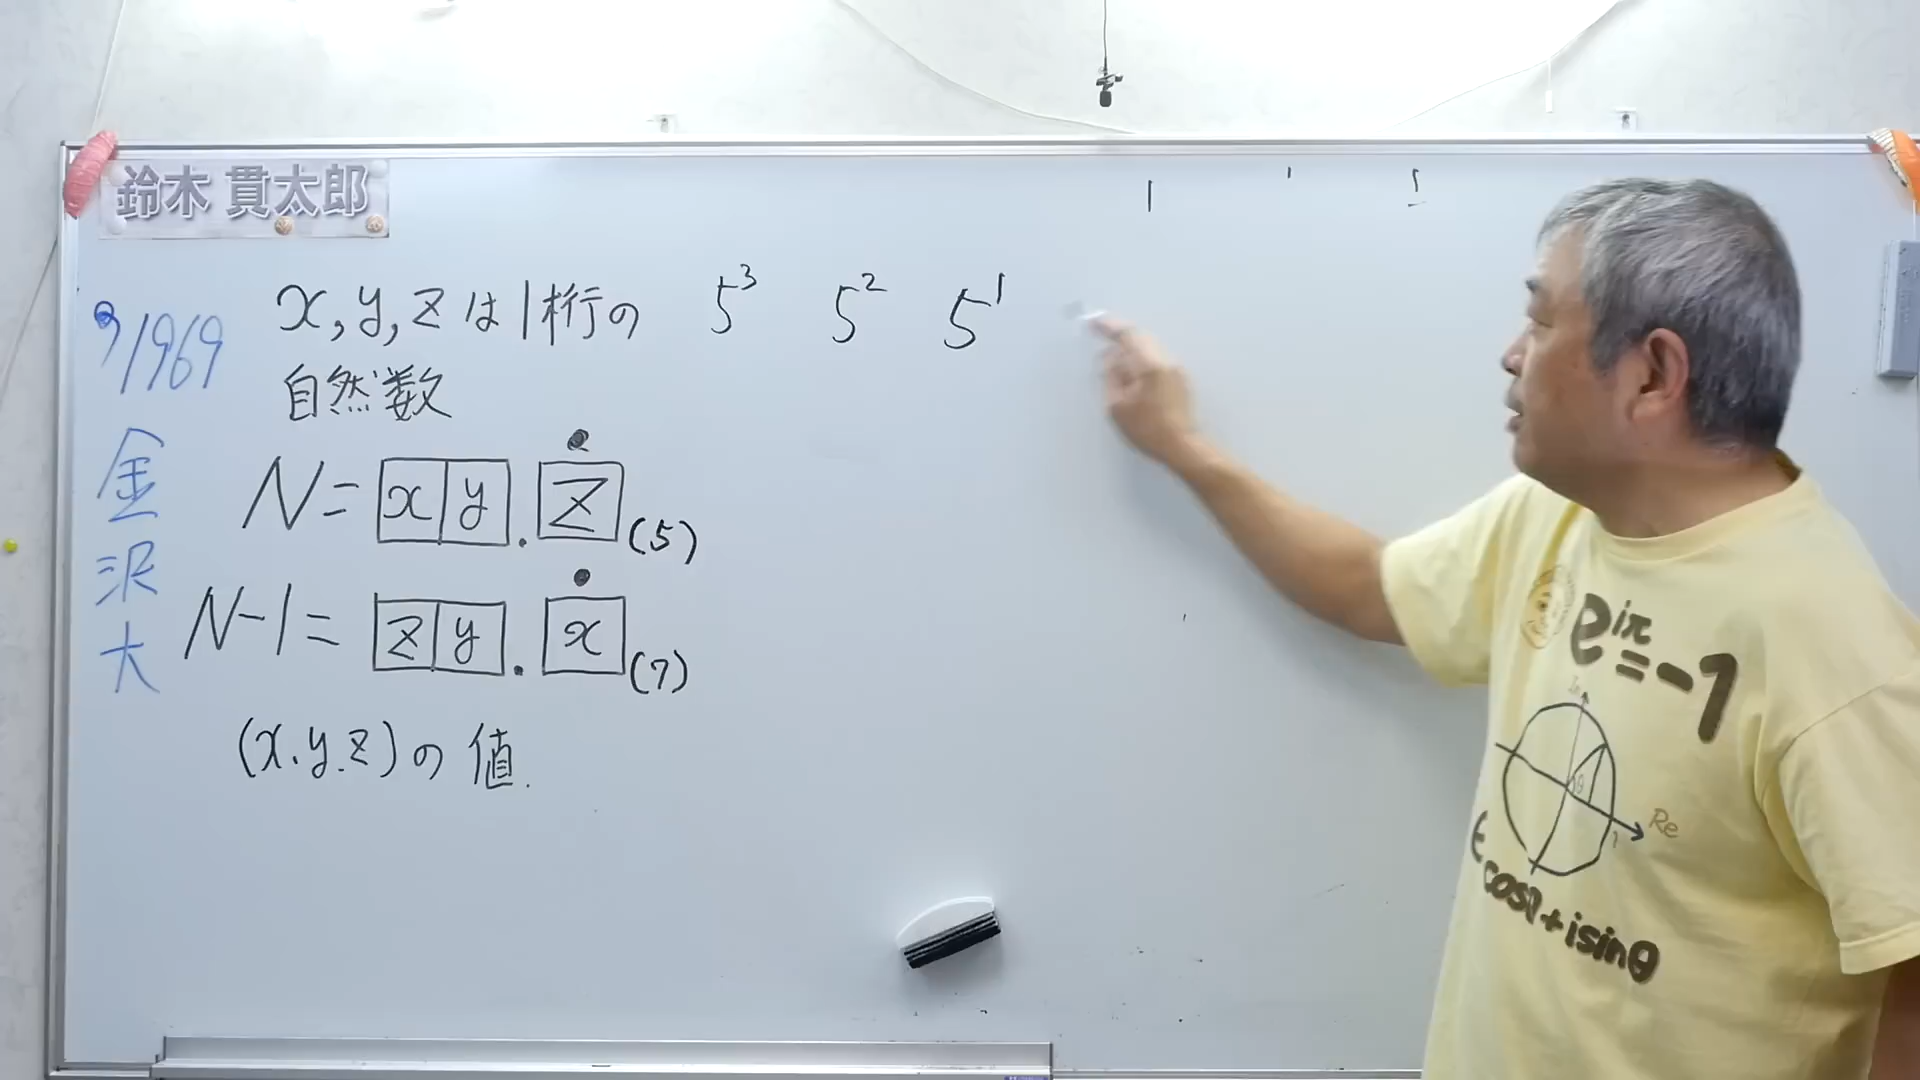 鈴木 貫太郎
1969
金沢大
x, y, z は1桁の
自然数
N = x y . ż (5)
N-1 = z y . ẋ (7)
(x.y.z)の値.
5³ 5² 5¹
e^iπ = -1
Im
θ
Re
1
cosθ+isinθ